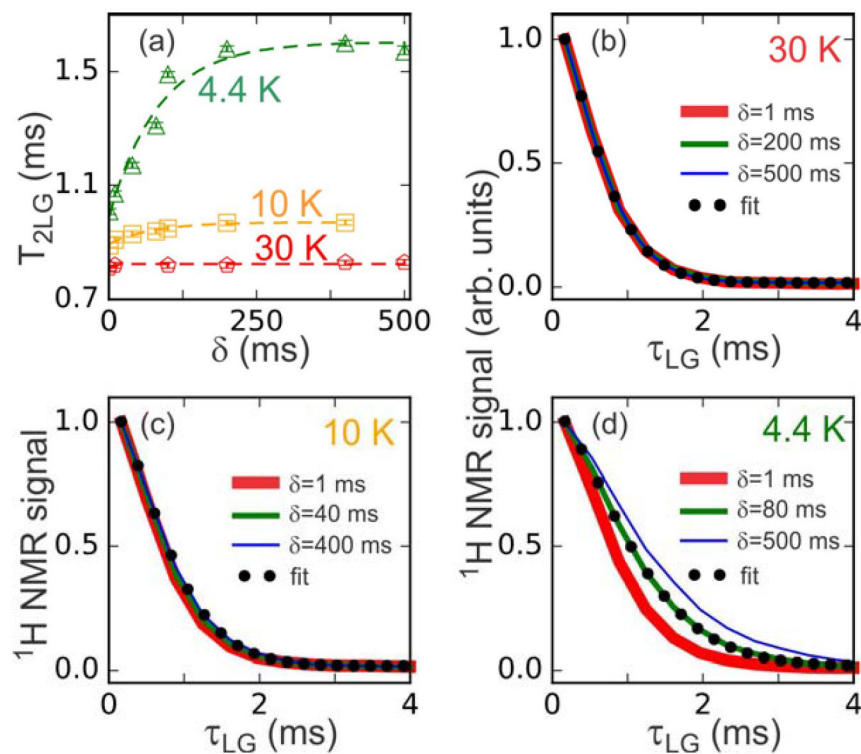 (a)
4.4 K
10 K
30 K
1.5
1.1
0.7
T2LG (ms)
0
250
500
δ (ms)
(b)
30 K
δ=1 ms
δ=200 ms
δ=500 ms
fit
1.0
0.5
0.0
0
2
4
τLG (ms)
(c)
10 K
δ=1 ms
δ=40 ms
δ=400 ms
fit
1.0
0.5
0.0
¹H NMR signal
0
2
4
τLG (ms)
(d)
4.4 K
δ=1 ms
δ=80 ms
δ=500 ms
fit
1.0
0.5
0.0
¹H NMR signal (arb. units)
0
2
4
τLG (ms)